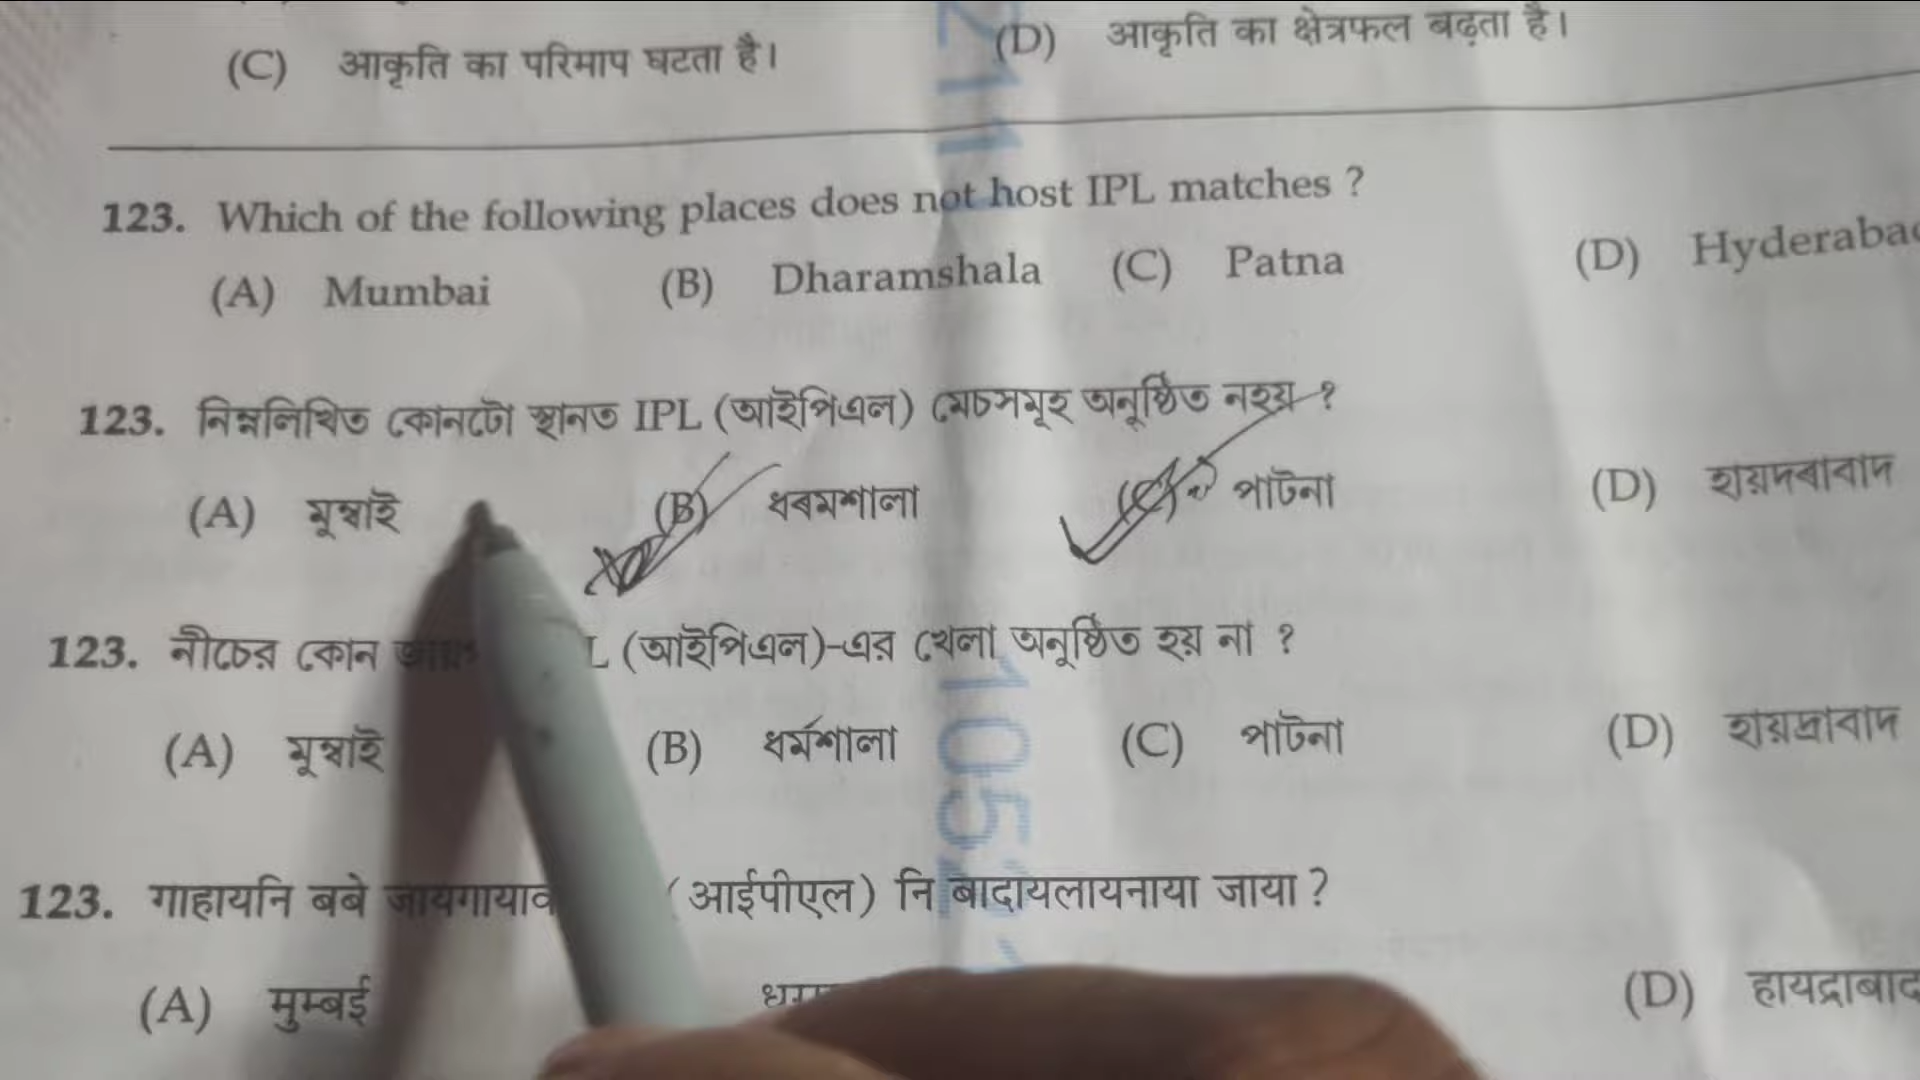 (C) आकृति का परिमाप घटता है। (D) आकृति का क्षेत्रफल बढ़ता है।
123. Which of the following places does not host IPL matches ?
(A) Mumbai (B) Dharamshala (C) Patna (D) Hyderabad
123. নিম্নলিখিত কোনটো স্থানত IPL (আইপিএল) মেচসমূহ অনুষ্ঠিত নহয় ?
(A) মূম্বাই (B) ধৰমশালা (C) পাটনা (D) হায়দৰাবাদ
123. নীচের কোন (আইপিএল)-এর খেলা অনুষ্ঠিত হয় না ?
(A) মূম্বাই (B) ধর্মশালা (C) পাটনা (D) হায়দ্রাবাদ
123. गाहायनि बबे जायगायाव (आईपीएल) नि बादायलायनाया जाया ?
(A) मुम्बई (D) हायद्राबाद